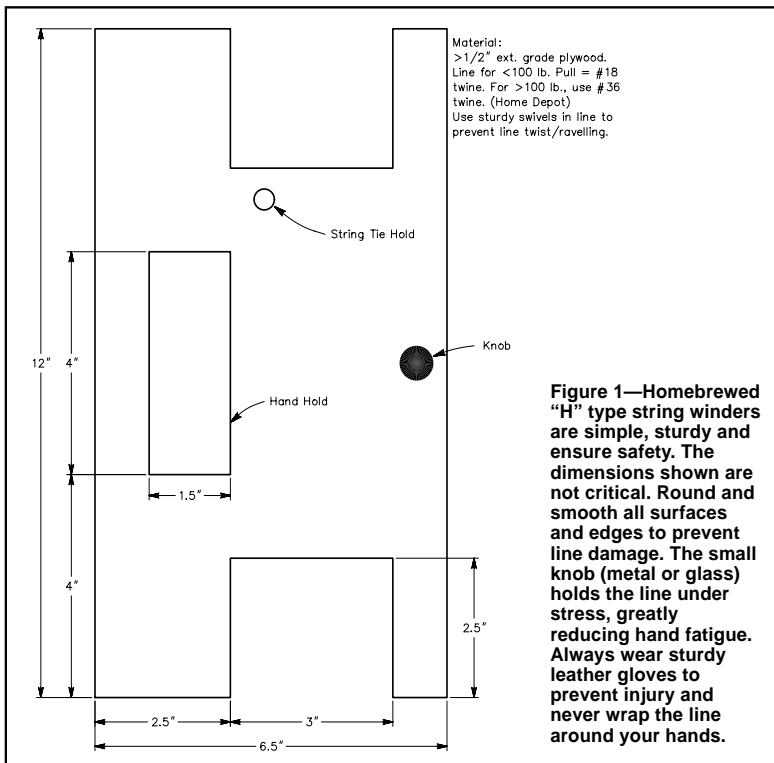 Material:
>1/2" ext. grade plywood.
Line for <100 lb. Pull = #18
twine. For >100 lb., use #36
twine. (Home Depot)
Use sturdy swivels in line to
prevent line twist/ravelling.
String Tie Hold
Knob
12"
4"
Hand Hold
1.5"
4"
2.5"
2.5"
3"
6.5"
Figure 1—Homebrewed
“H” type string winders
are simple, sturdy and
ensure safety. The
dimensions shown are
not critical. Round and
smooth all surfaces
and edges to prevent
line damage. The small
knob (metal or glass)
holds the line under
stress, greatly
reducing hand fatigue.
Always wear sturdy
leather gloves to
prevent injury and
never wrap the line
around your hands.